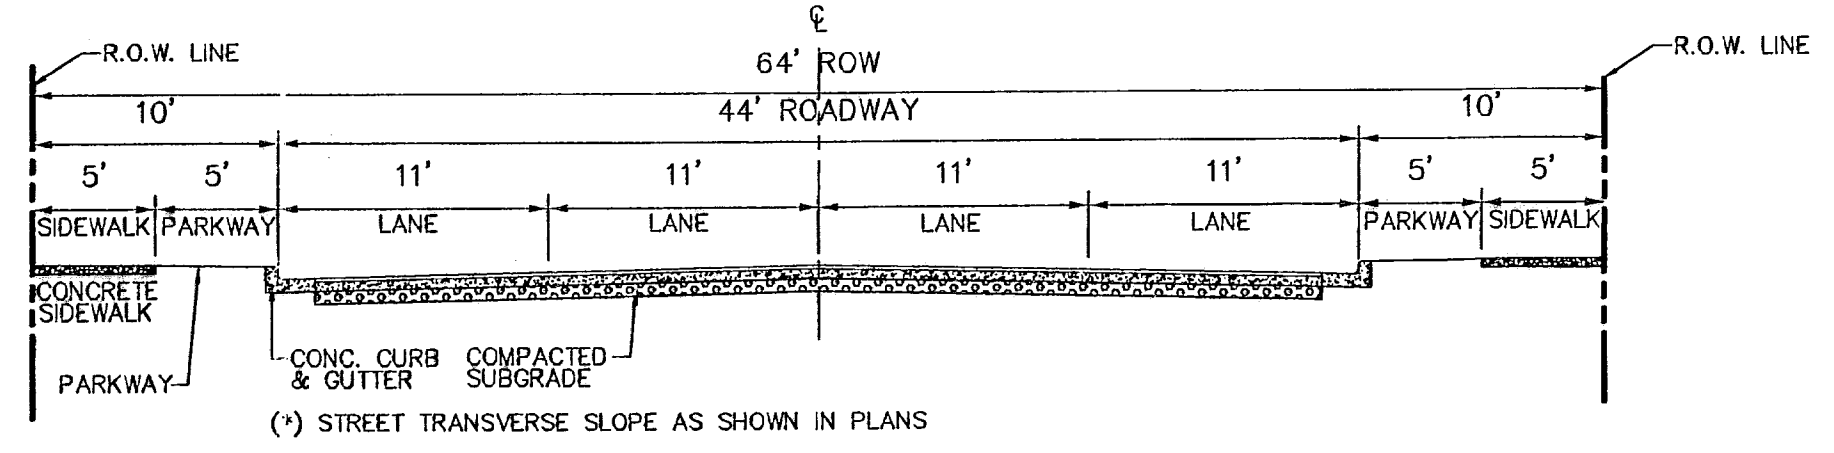 ℄
R.O.W. LINE
R.O.W. LINE
64' ROW
10'
44' ROADWAY
10'
5'
5'
11'
11'
11'
11'
5'
5'
SIDEWALK
PARKWAY
LANE
LANE
LANE
LANE
PARKWAY
SIDEWALK
CONCRETE
SIDEWALK
PARKWAY
CONC. CURB
& GUTTER
COMPACTED
SUBGRADE
(*) STREET TRANSVERSE SLOPE AS SHOWN IN PLANS